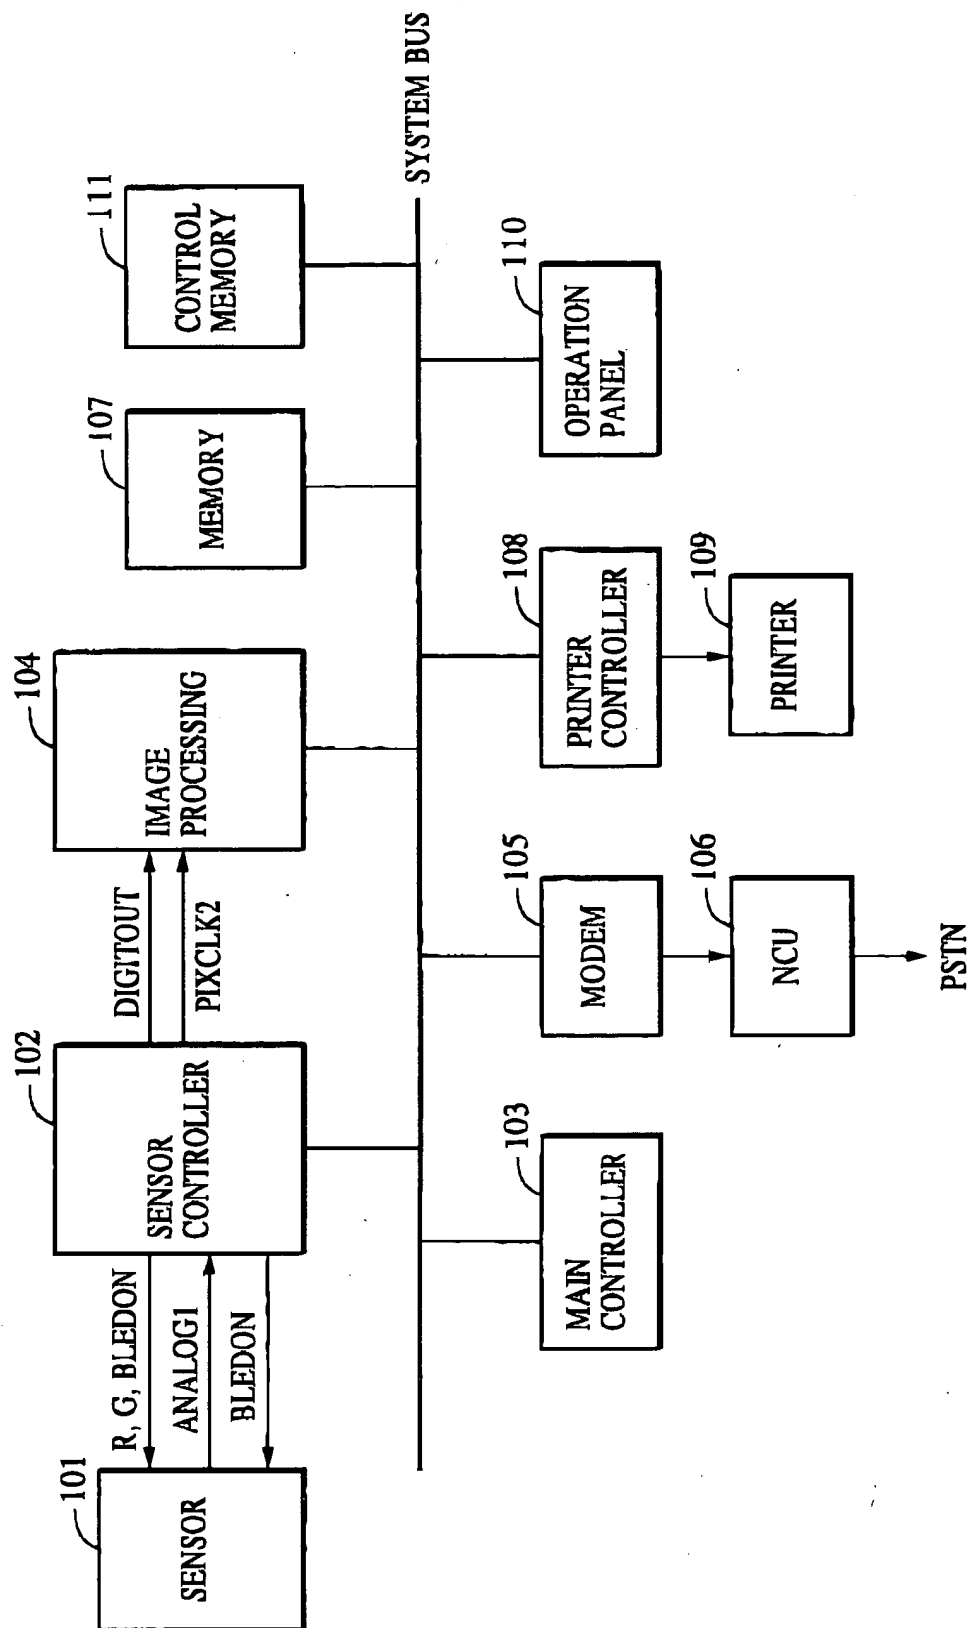 101
SENSOR
R, G, BLEDON
ANALOG1
BLEDON
102
SENSOR
CONTROLLER
DIGITOUT
PIXCLK2
104
IMAGE
PROCESSING
107
MEMORY
111
CONTROL
MEMORY
SYSTEM BUS
103
MAIN
CONTROLLER
105
MODEM
106
NCU
PSTN
108
PRINTER
CONTROLLER
109
PRINTER
110
OPERATION
PANEL